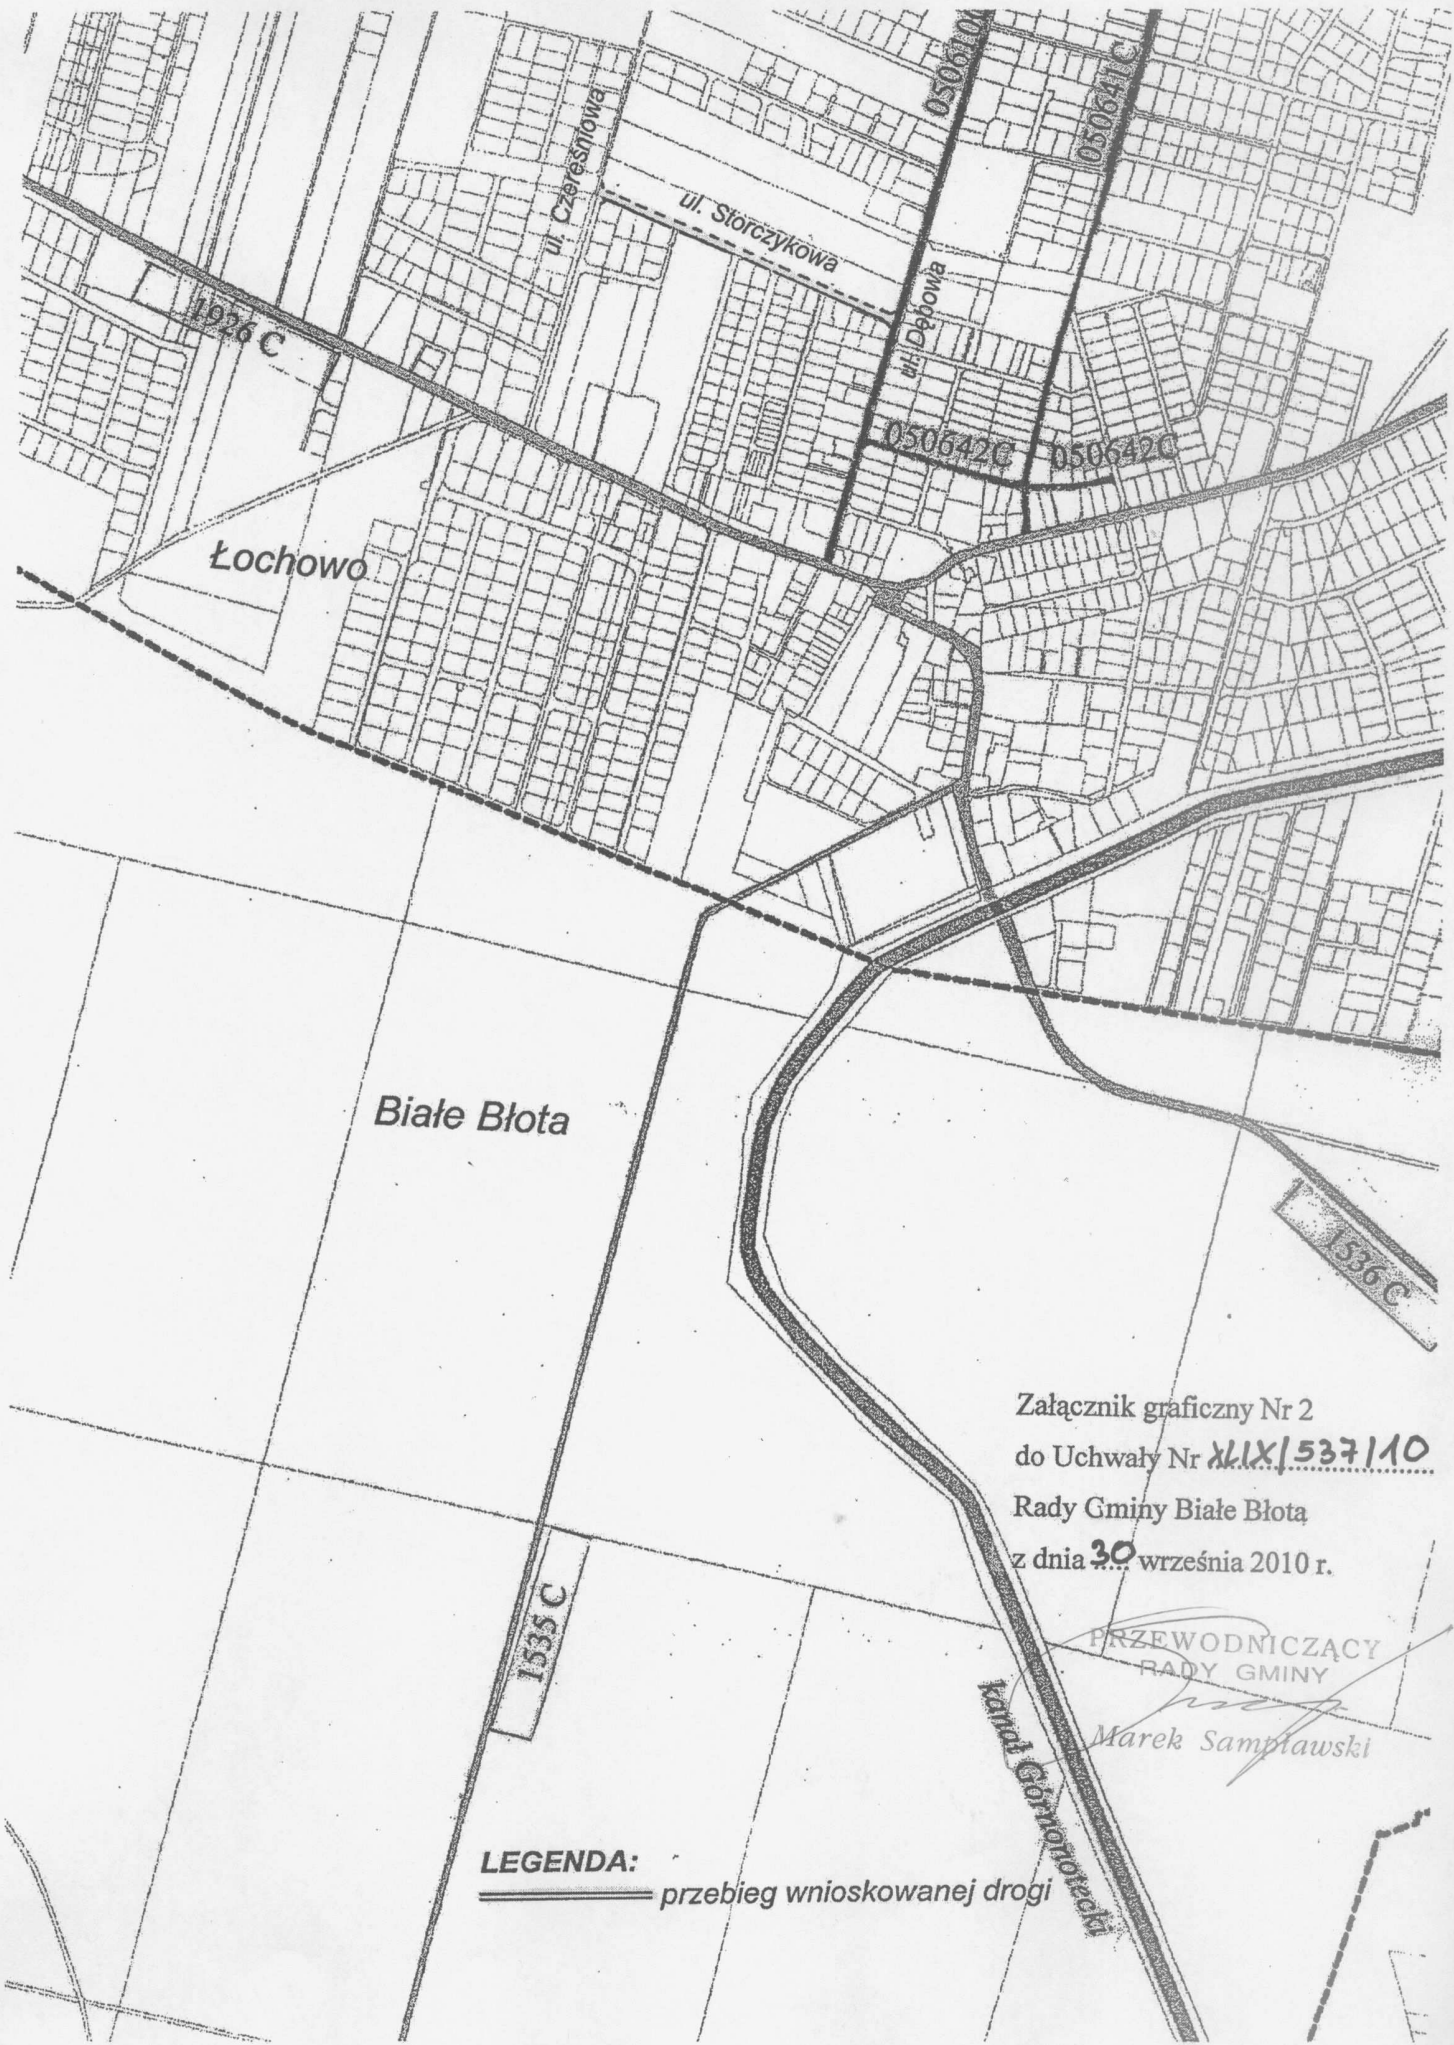 050610C
050641C
ul. Czereśniowa
ul. Storczykowa
ul. Dębowa
1926 C
050642C
050642C
Łochowo
Białe Błota
1536 C
Załącznik graficzny Nr 2
do Uchwały Nr XLIX/537/10
Rady Gminy Białe Błota
z dnia 30 września 2010 r.
1535 C
PRZEWODNICZĄCY
RADY GMINY
Marek Sampławski
kanał Górnonotecki
LEGENDA:
przebieg wnioskowanej drogi